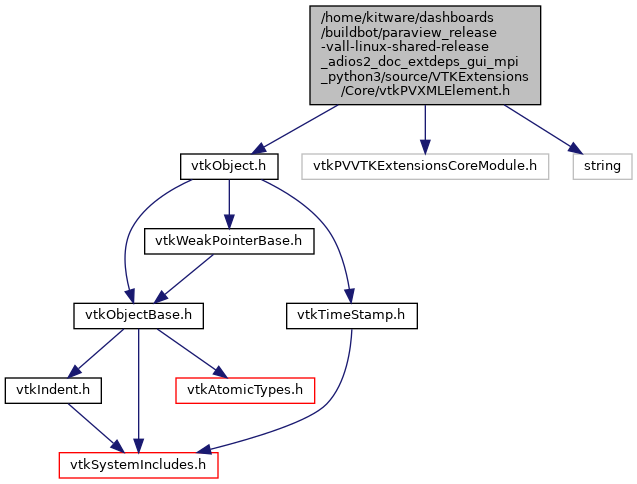 /home/kitware/dashboards
/buildbot/paraview_release
-vall-linux-shared-release
_adios2_doc_extdeps_gui_mpi
_python3/source/VTKExtensions
/Core/vtkPVXMLElement.h
vtkObject.h
vtkPVVTKExtensionsCoreModule.h
string
vtkWeakPointerBase.h
vtkObjectBase.h
vtkTimeStamp.h
vtkIndent.h
vtkAtomicTypes.h
vtkSystemIncludes.h